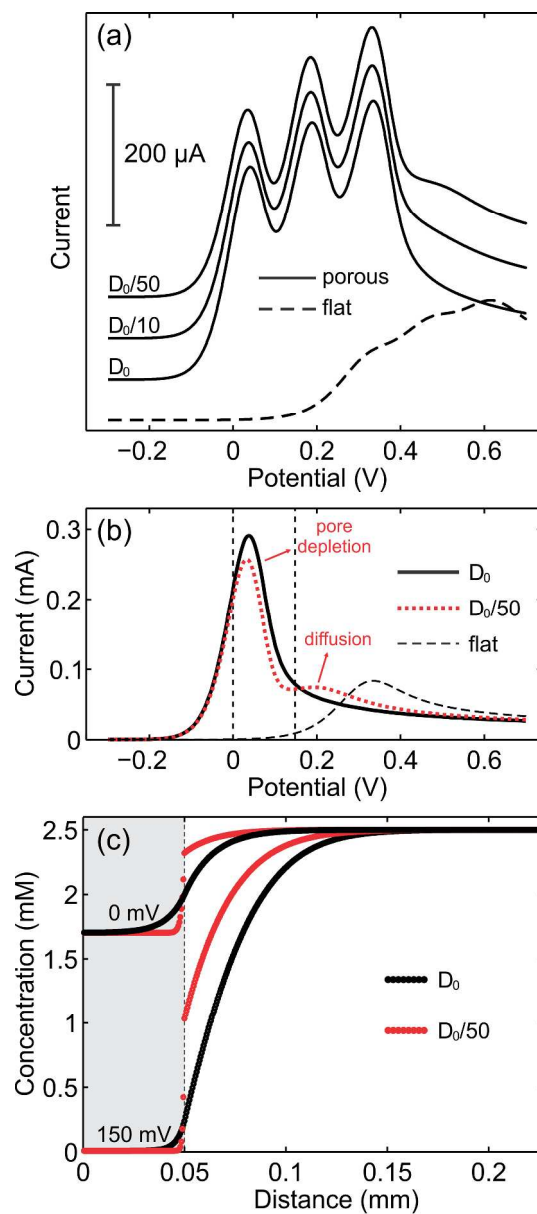 (a)
200 µA
Current
D₀/50
D₀/10
D₀
porous
flat
−0.2 0 0.2 0.4 0.6
Potential (V)
(b)
pore
depletion
diffusion
D₀
D₀/50
flat
Current (mA)
0.3
0.2
0.1
0
−0.2 0 0.2 0.4 0.6
Potential (V)
(c)
2.5
2
1.5
1
0.5
0
Concentration (mM)
0 mV
150 mV
D₀
D₀/50
0 0.05 0.1 0.15 0.2
Distance (mm)